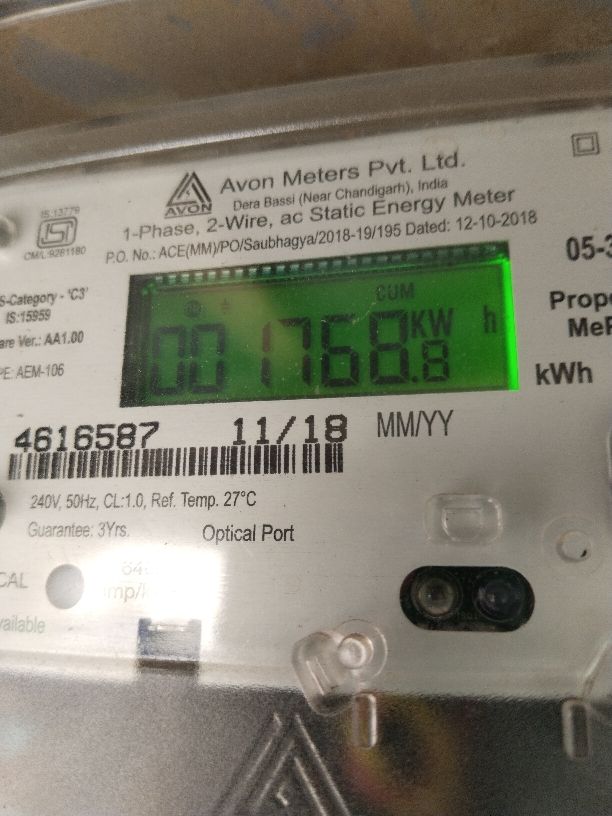 Avon Meters Pvt. Ltd.
AVON
Dera Bassi (Near Chandigarh), India
1-Phase, 2-Wire, ac Static Energy Meter
IS:13779
CM/L:9261180
P.O. No.: ACE(MM)/PO/Saubhagya/2018-19/195 Dated: 12-10-2018
05-3
S-Category - 'C3'
IS:15959
are Ver.: AA1.00
PE: AEM-106
CUM
001768.8 KW h
Prope
MeP
kWh
4616587 11/18 MM/YY
240V, 50Hz, CL:1.0, Ref. Temp. 27°C
Guarantee: 3Yrs. Optical Port
CAL
vailable